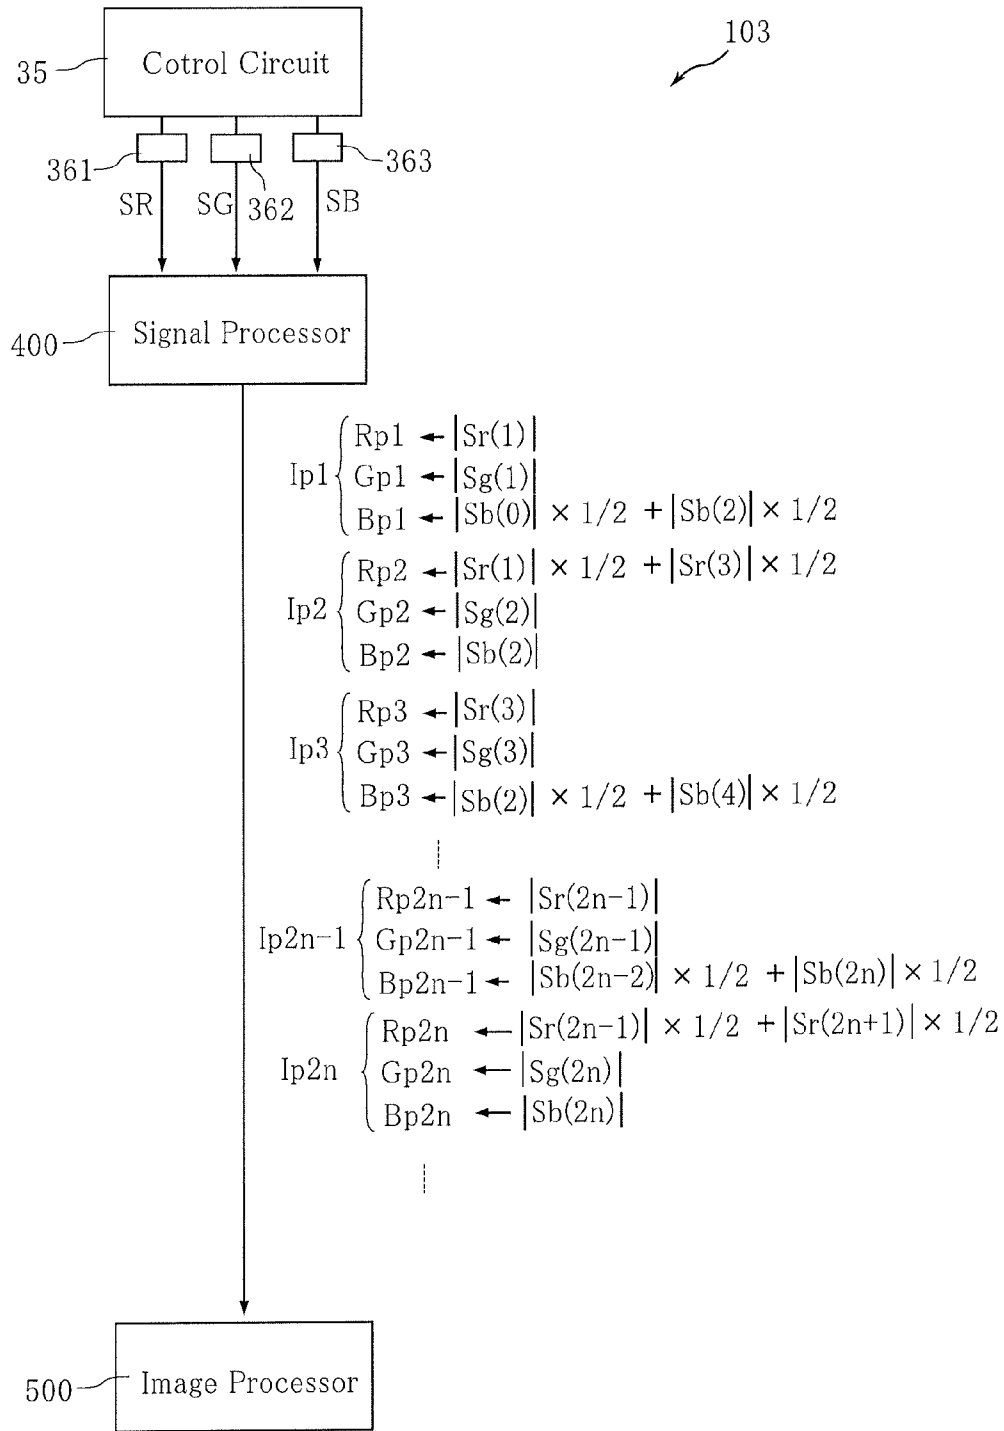 103
35
Cotrol Circuit
361
362
363
SR
SG
SB
400
Signal Processor
Ip1
Rp1 ← |Sr(1)|
Gp1 ← |Sg(1)|
Bp1 ← |Sb(0)| × 1/2 + |Sb(2)| × 1/2
Ip2
Rp2 ← |Sr(1)| × 1/2 + |Sr(3)| × 1/2
Gp2 ← |Sg(2)|
Bp2 ← |Sb(2)|
Ip3
Rp3 ← |Sr(3)|
Gp3 ← |Sg(3)|
Bp3 ← |Sb(2)| × 1/2 + |Sb(4)| × 1/2
Ip2n-1
Rp2n-1 ← |Sr(2n-1)|
Gp2n-1 ← |Sg(2n-1)|
Bp2n-1 ← |Sb(2n-2)| × 1/2 + |Sb(2n)| × 1/2
Ip2n
Rp2n ← |Sr(2n-1)| × 1/2 + |Sr(2n+1)| × 1/2
Gp2n ← |Sg(2n)|
Bp2n ← |Sb(2n)|
500
Image Processor